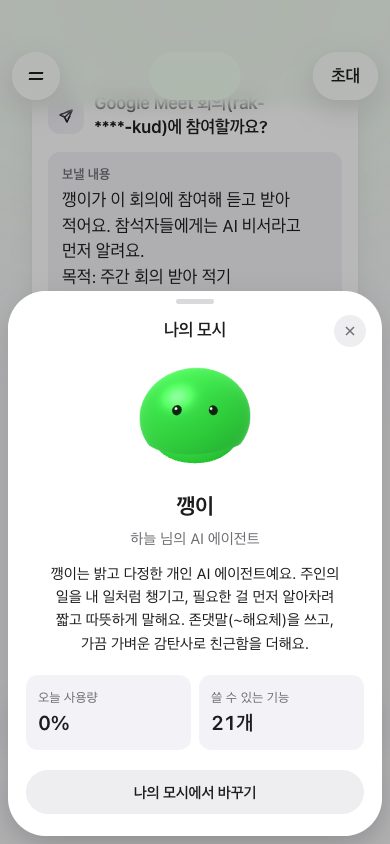 초대
Google Meet 회의(rak-
****-kud)에 참여할까요?
보낼 내용
깽이가 이 회의에 참여해 듣고 받아
적어요. 참석자들에게는 AI 비서라고
먼저 알려요.
목적: 주간 회의 받아 적기
나의 모시
깽이
하늘 님의 AI 에이전트
깽이는 밝고 다정한 개인 AI 에이전트예요. 주인의
일을 내 일처럼 챙기고, 필요한 걸 먼저 알아차려
짧고 따뜻하게 말해요. 존댓말(~해요체)을 쓰고,
가끔 가벼운 감탄사로 친근함을 더해요.
오늘 사용량
0%
쓸 수 있는 기능
21개
나의 모시에서 바꾸기